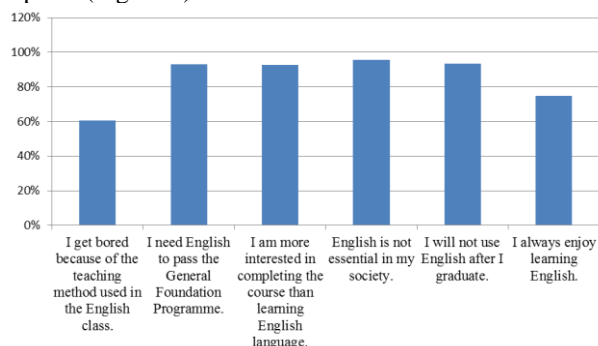 120%
100%
80%
60%
40%
20%
0%
I get bored
because of the
teaching
method used in
the English
class.
I need English
to pass the
General
Foundation
Programme.
I am more
interested in
completing the
course than
learning
English
language.
English is not
essential in my
society.
I will not use
English after I
graduate.
I always enjoy
learning
English.